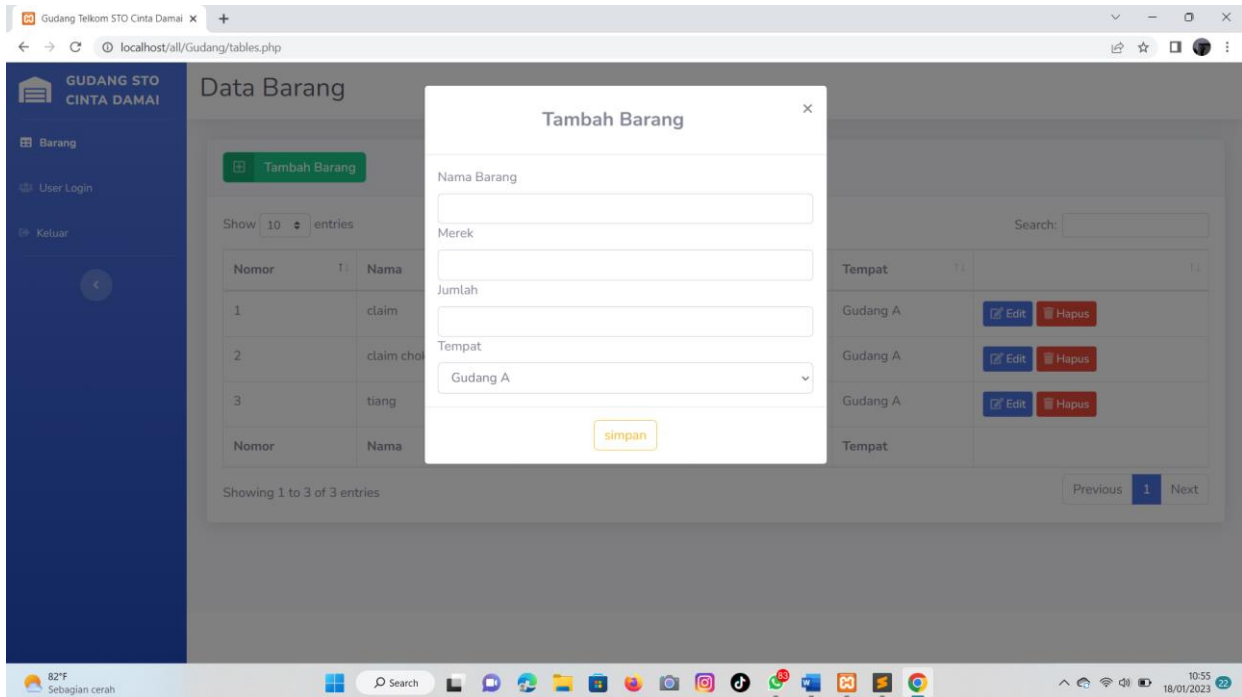 Gudang Telkom STO Cinta Damai
localhost/all/Gudang/tables.php
GUDANG STO
CINTA DAMAI
Barang
User Login
Keluar
Data Barang
Tambah Barang
Show 10 entries
Search:
Nomor Nama Tempat
1 claim Gudang A Edit Hapus
2 claim Gudang A Edit Hapus
3 tiang Gudang A Edit Hapus
Nomor Nama Tempat
Showing 1 to 3 of 3 entries
Previous 1 Next
Tambah Barang
×
Nama Barang
Merek
Jumlah
Tempat
Gudang A
simpan
82°F
Sebagian cerah
Search
83
10:55
18/01/2023
22